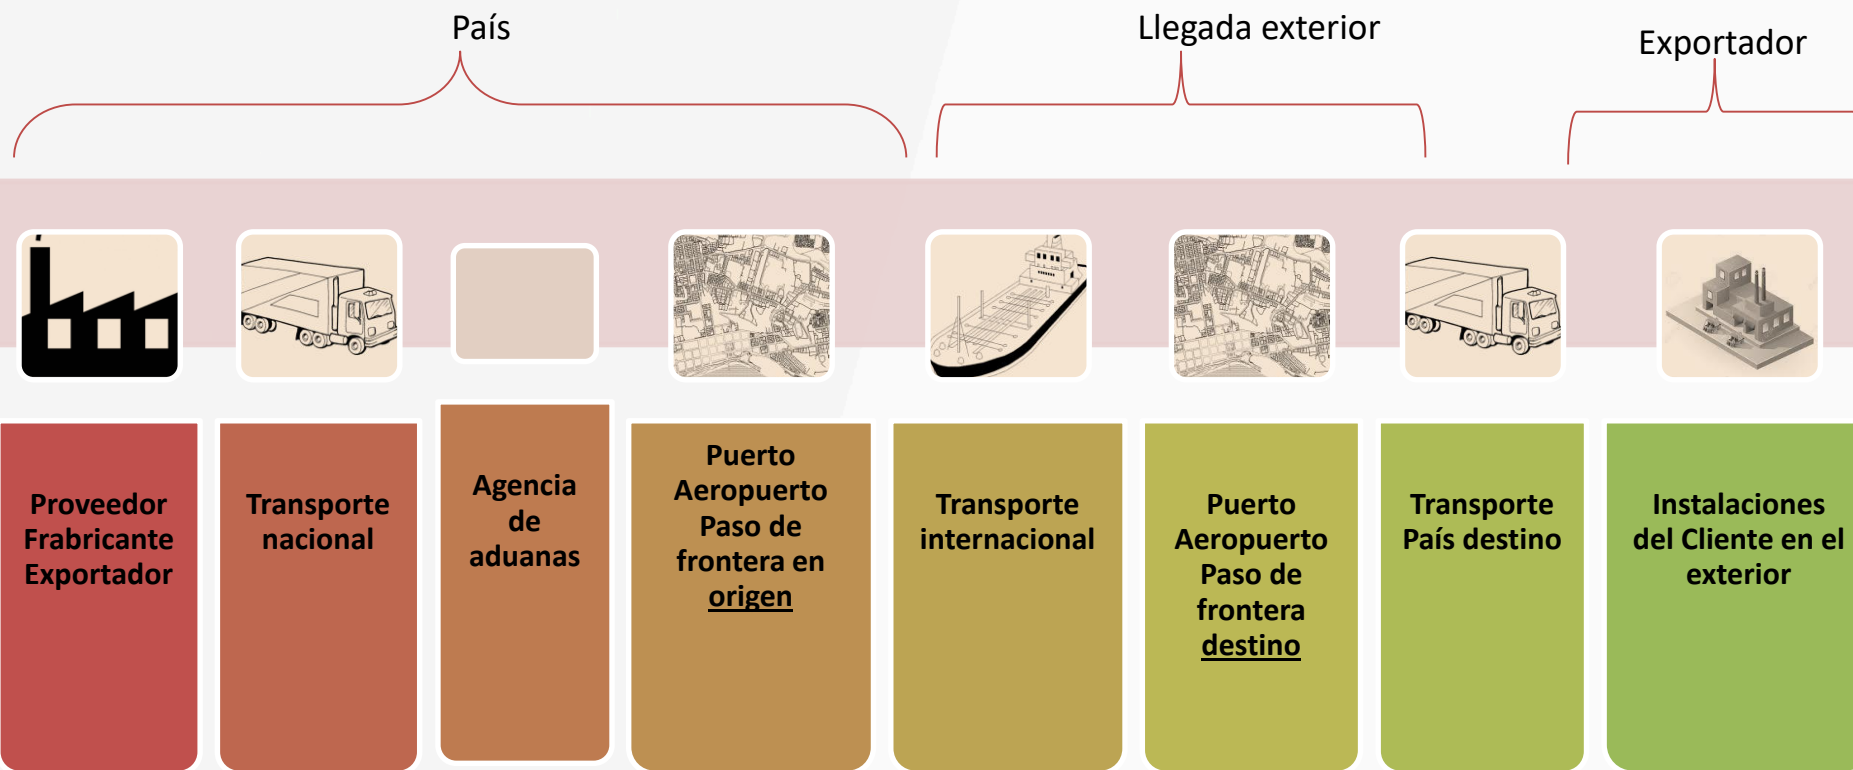 País
Llegada exterior
Exportador
Proveedor
Frabricante
Exportador
Transporte
nacional
Agencia
de
aduanas
Puerto
Aeropuerto
Paso de
frontera en
origen
Transporte
internacional
Puerto
Aeropuerto
Paso de
frontera
destino
Transporte
País destino
Instalaciones
del Cliente en el
exterior